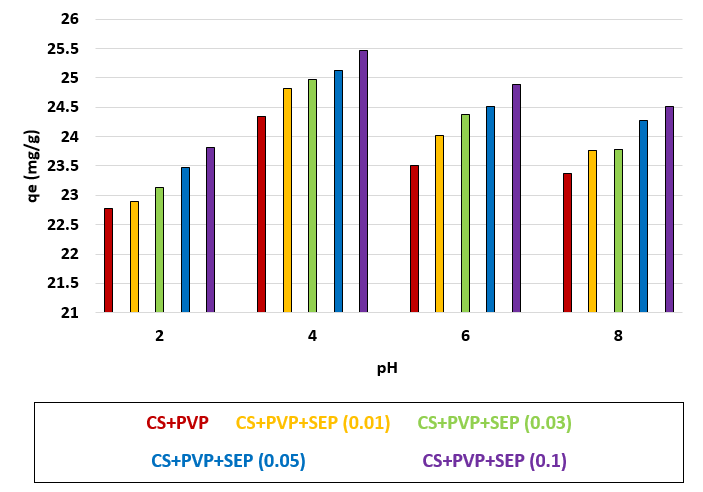 26
25.5
25
24.5
24
23.5
23
22.5
22
21.5
21
qe (mg/g)
2 4 6 8
pH
CS+PVP CS+PVP+SEP (0.01) CS+PVP+SEP (0.03)
CS+PVP+SEP (0.05) CS+PVP+SEP (0.1)